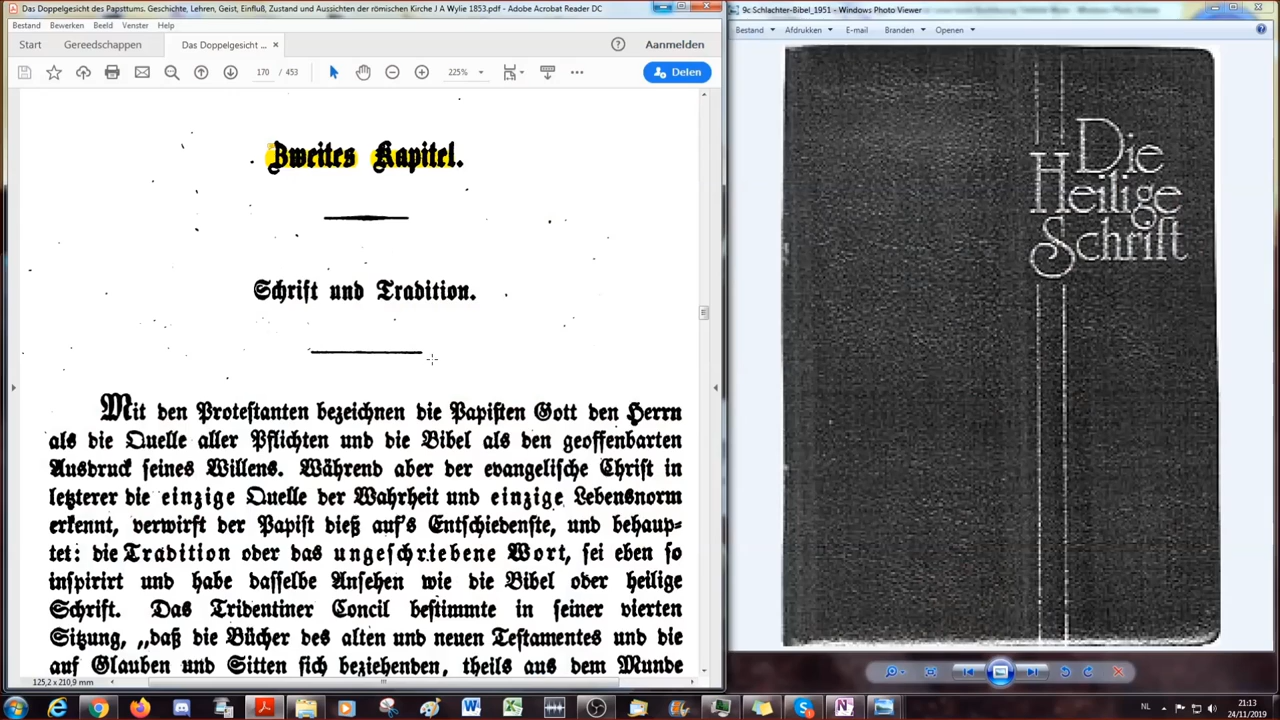 Das Doppelgesicht des Papsttums. Geschichte, Lehren, Geist, Einfluß, Zustand und Aussichten der römischen Kirche J A Wylie 1853.pdf - Adobe Acrobat Reader DC
Bestand Bewerken Beeld Venster Help
Start Gereedschappen Das Doppelgesicht ... × ? Aanmelden
170 / 453 225% Delen
Zweites Kapitel.
Schrift und Tradition.
Mit den Protestanten bezeichnen die Papisten Gott den Herrn
als die Quelle aller Pflichten und die Bibel als den geoffenbarten
Ausdruck seines Willens. Während aber der evangelische Christ in
letzterer die einzige Quelle der Wahrheit und einzige Lebensnorm
erkennt, verwirft der Papist dieß auf's Entschiedenste, und behaup-
tet: die Tradition oder das ungeschriebene Wort, sei eben so
inspirirt und habe dasselbe Ansehen wie die Bibel oder heilige
Schrift. Das Tridentiner Concil bestimmte in seiner vierten
Sitzung, „daß die Bücher des alten und neuen Testamentes und die
auf Glauben und Sitten sich beziehenden, theils aus dem Munde
125,2 x 210,9 mm
9c Schlachter-Bibel_1951 - Windows Photo Viewer
Bestand Afdrukken E-mail Branden Openen
Die
Heilige
Schrift
NL 21:13
24/11/2019